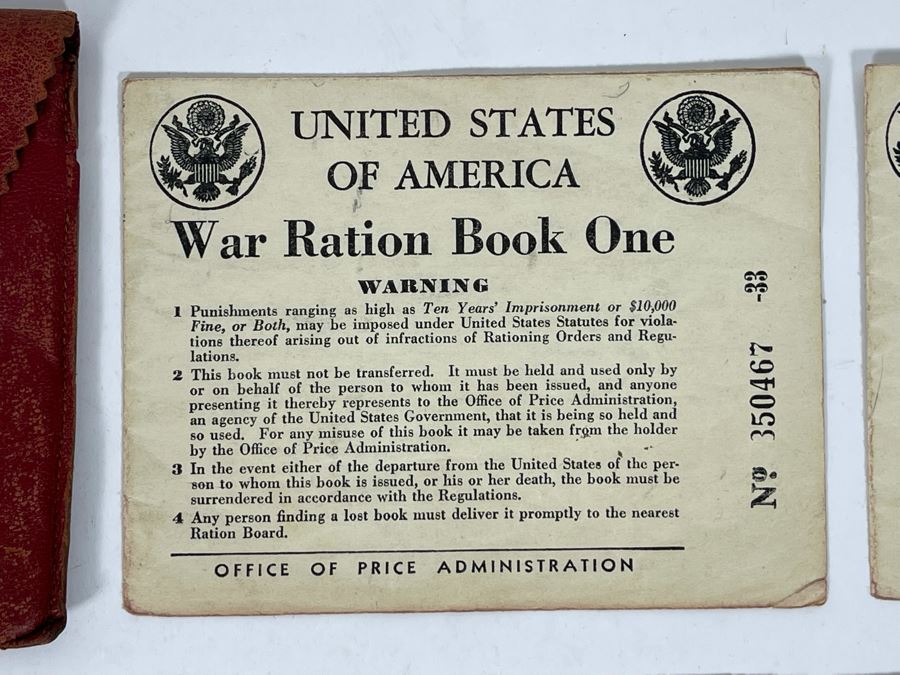 UNITED STATES
OF AMERICA
War Ration Book One
WARNING
1 Punishments ranging as high as Ten Years' Imprisonment or $10,000
Fine, or Both, may be imposed under United States Statutes for viola-
tions thereof arising out of infractions of Rationing Orders and Regu-
lations.
2 This book must not be transferred. It must be held and used only by
or on behalf of the person to whom it has been issued, and anyone
presenting it thereby represents to the Office of Price Administration,
an agency of the United States Government, that it is being so held and
so used. For any misuse of this book it may be taken from the holder
by the Office of Price Administration.
3 In the event either of the departure from the United States of the per-
son to whom this book is issued, or his or her death, the book must be
surrendered in accordance with the Regulations.
4 Any person finding a lost book must deliver it promptly to the nearest
Ration Board.
OFFICE OF PRICE ADMINISTRATION
Nº 350467 -33